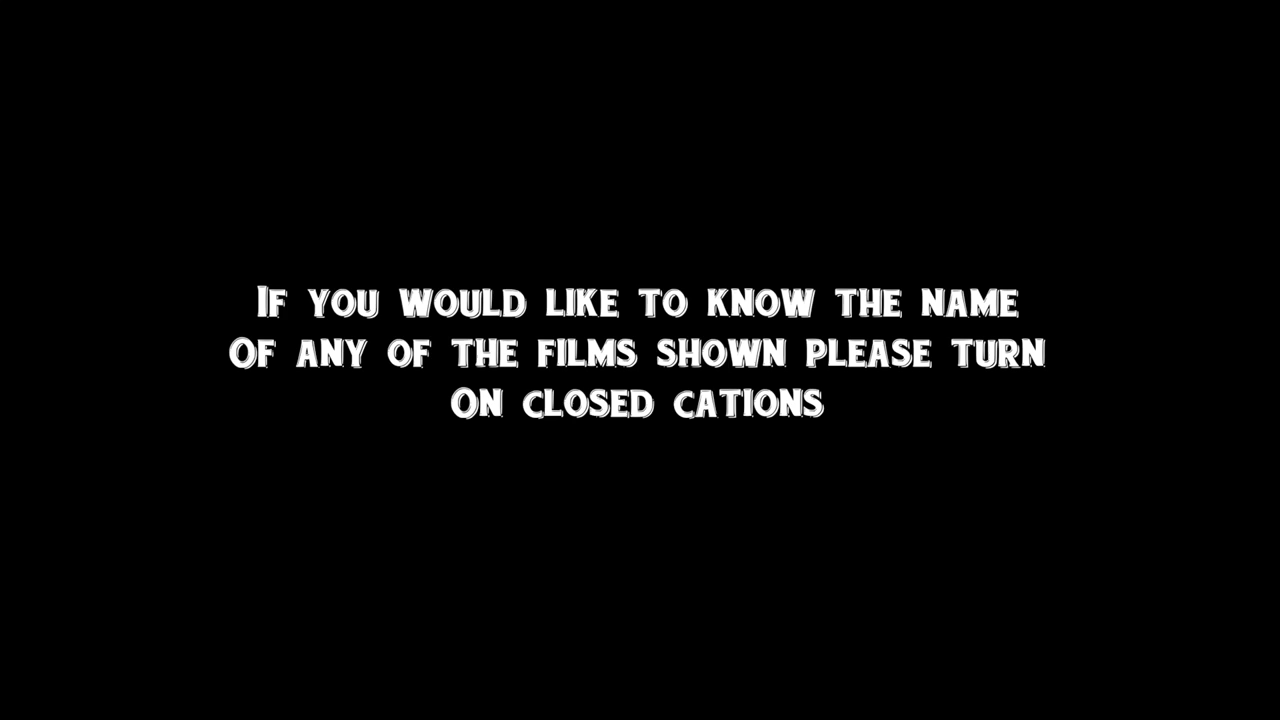 If you would like to know the name
Of any of the films shown please turn
On closed cations